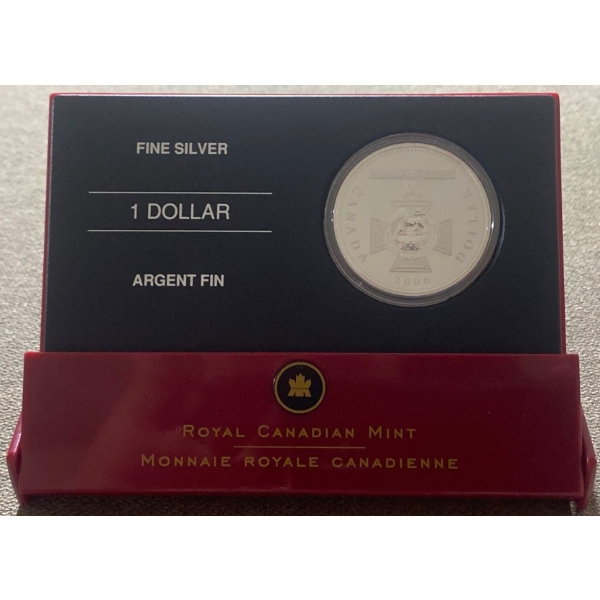 FINE SILVER
1 DOLLAR
ARGENT FIN
CANADA
DOLLAR
ROYAL CANADIAN MINT
MONNAIE ROYALE CANADIENNE